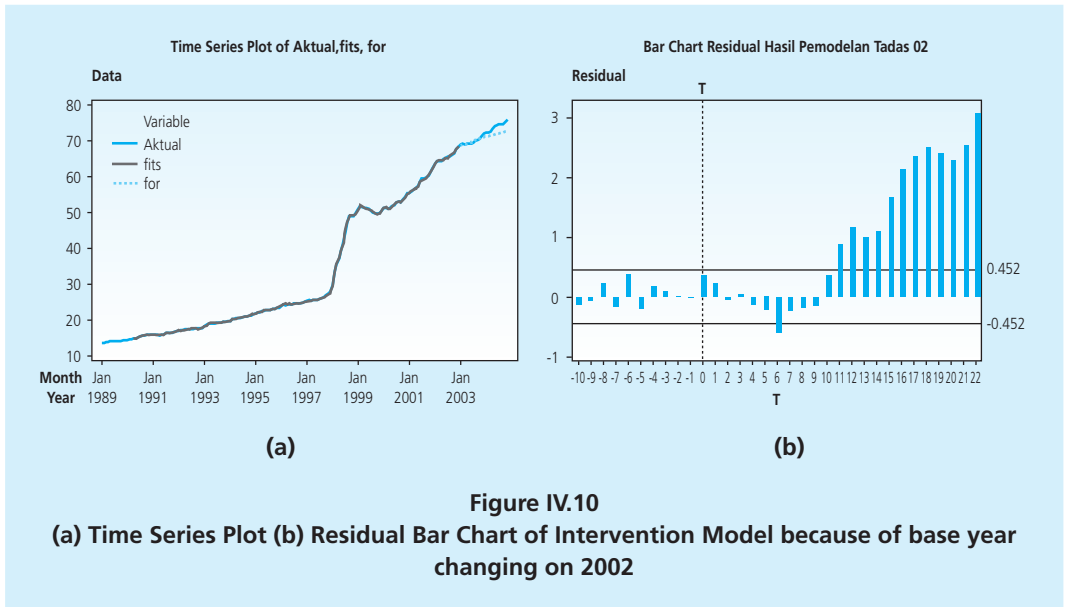 Time Series Plot of Aktual,fits, for
Data
80
70
60
50
40
30
20
10
Variable
Aktual
fits
for
Month Jan Jan Jan Jan Jan Jan Jan Jan
Year 1989 1991 1993 1995 1997 1999 2001 2003
(a)
Bar Chart Residual Hasil Pemodelan Tadas 02
Residual
T
3
2
1
0
-1
0.452
-0.452
-10 -9 -8 -7 -6 -5 -4 -3 -2 -1 0 1 2 3 4 5 6 7 8 9 10 11 12 13 14 15 16 17 18 19 20 21 22
T
(b)
Figure IV.10
(a) Time Series Plot (b) Residual Bar Chart of Intervention Model because of base year
changing on 2002